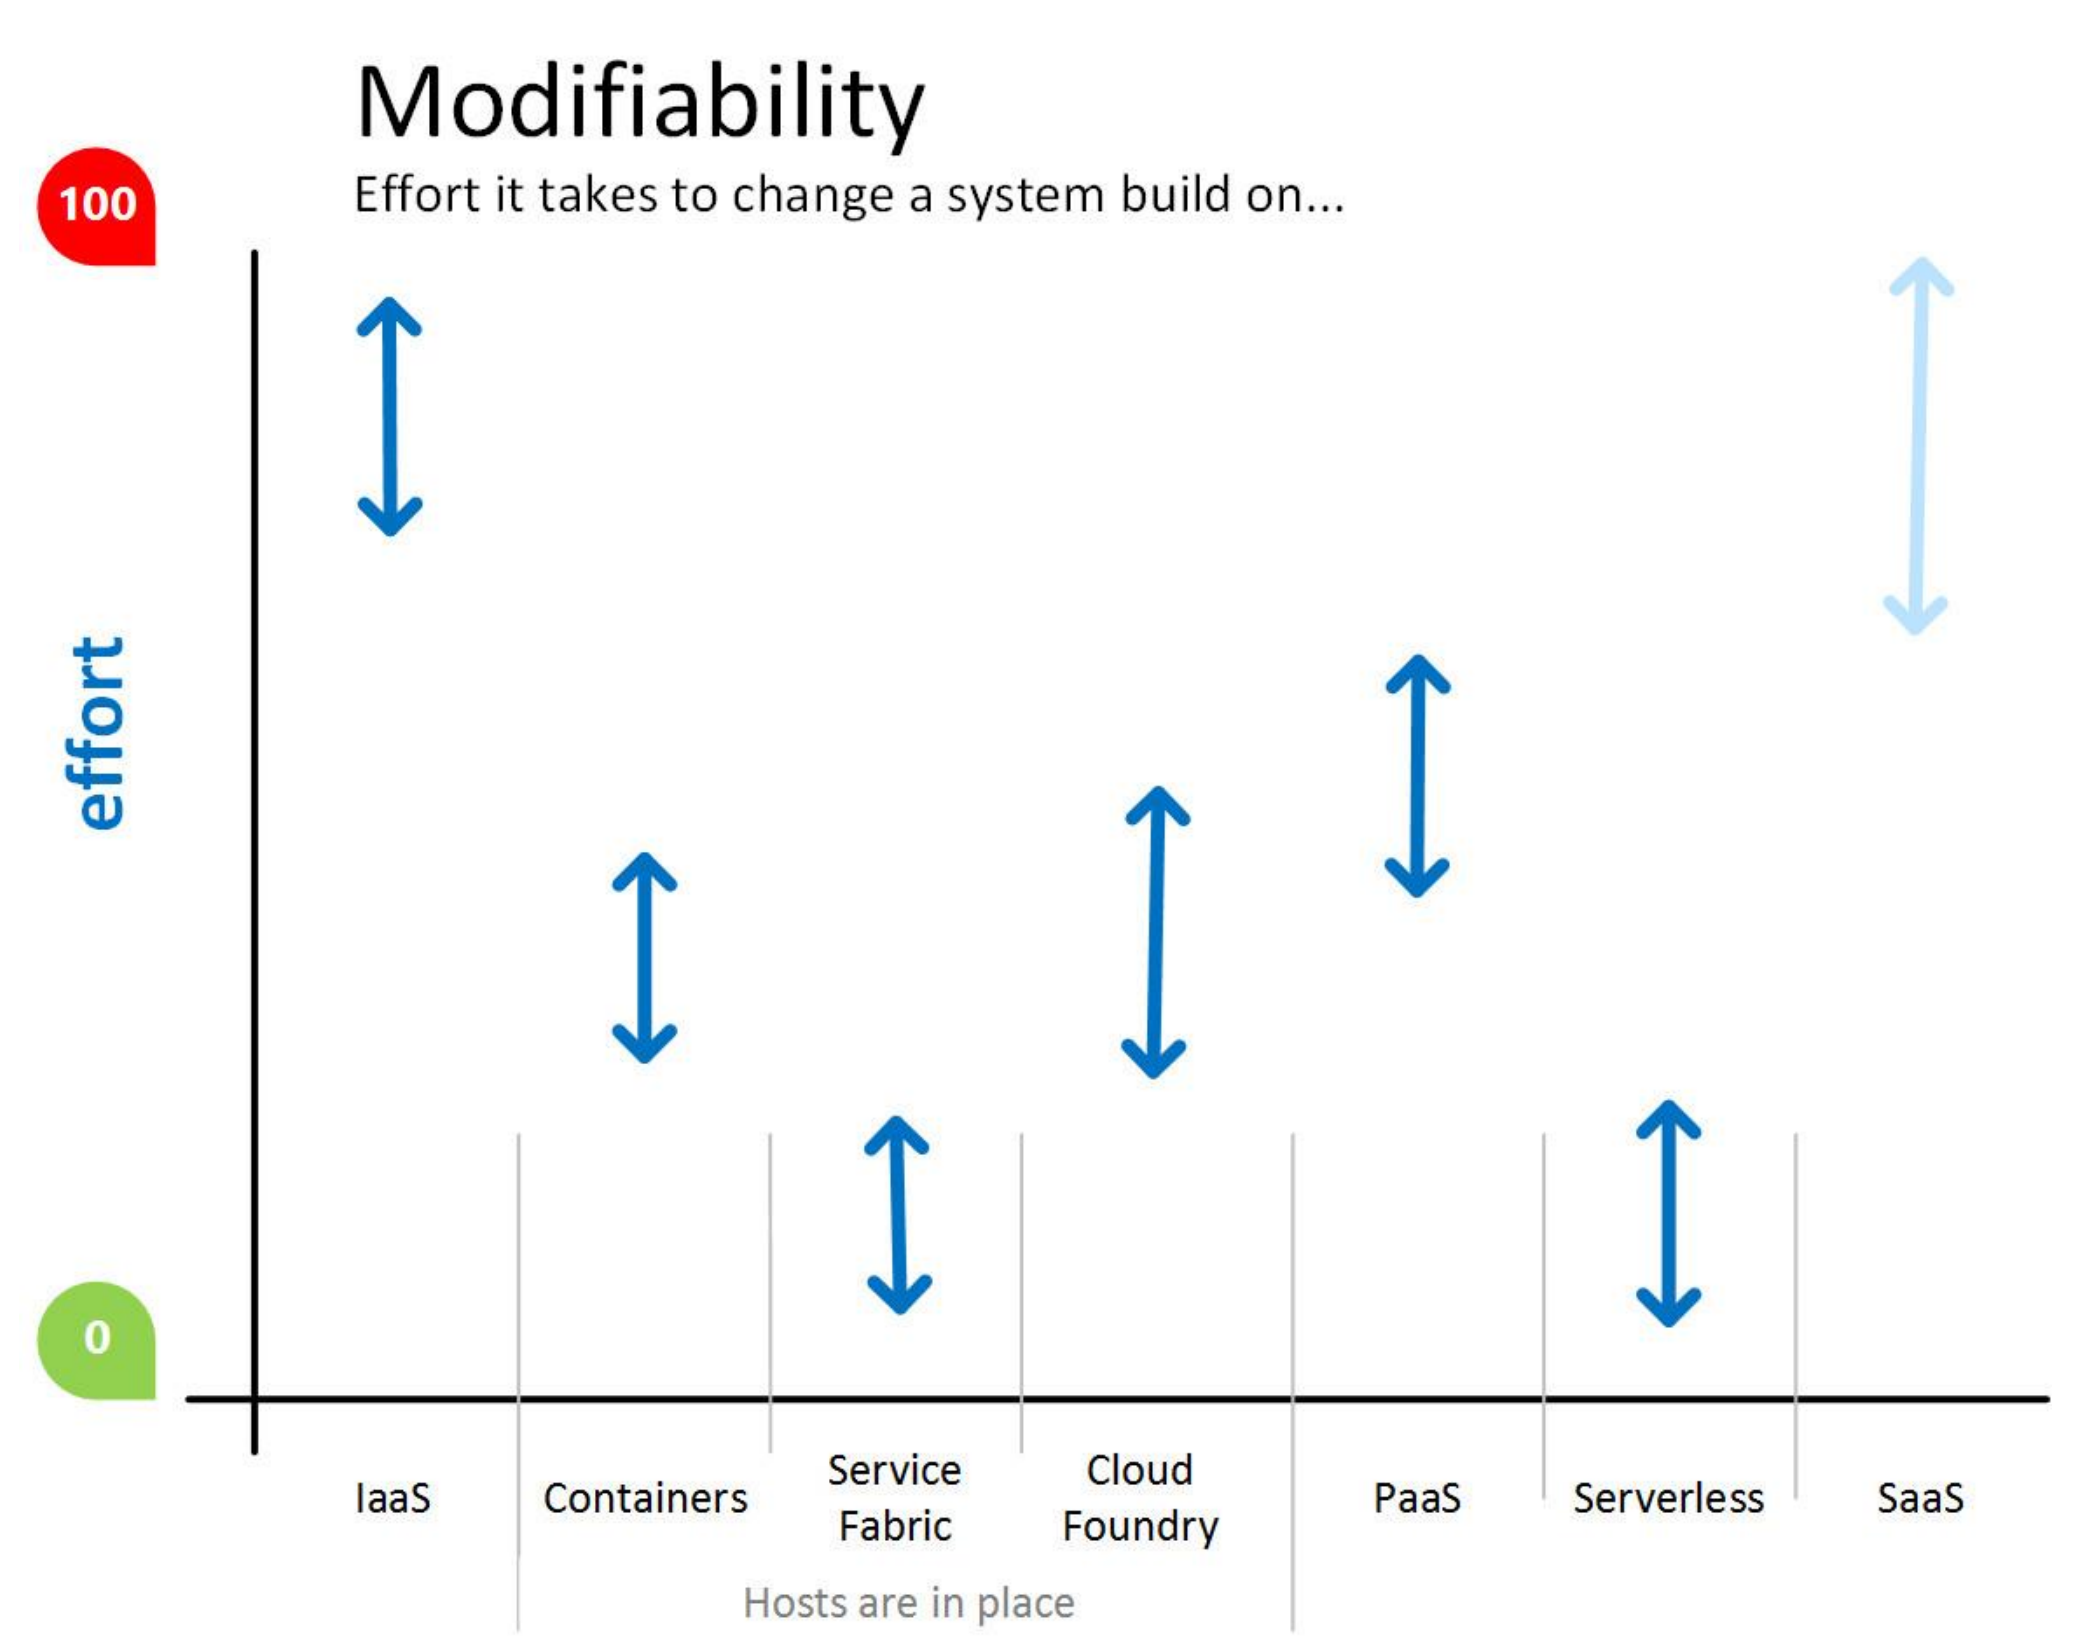 Modifiability
Effort it takes to change a system build on...
100
effort
0
IaaS
Containers
Service
Fabric
Cloud
Foundry
PaaS
Serverless
SaaS
Hosts are in place